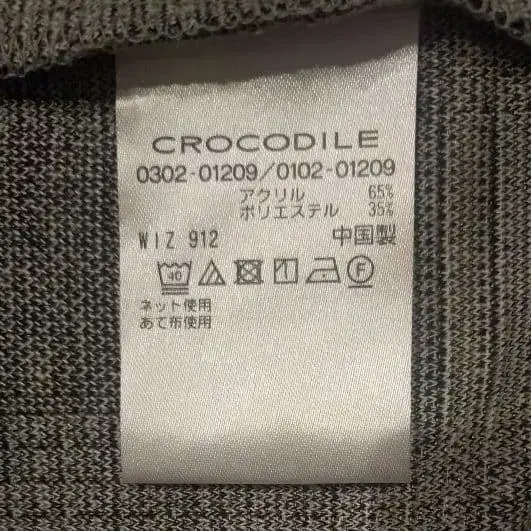 CROCODILE
0302-01209/0102-01209
アクリル 65%
ポリエステル 35%
WIZ 912 中国製
40 F
ネット使用
あて布使用